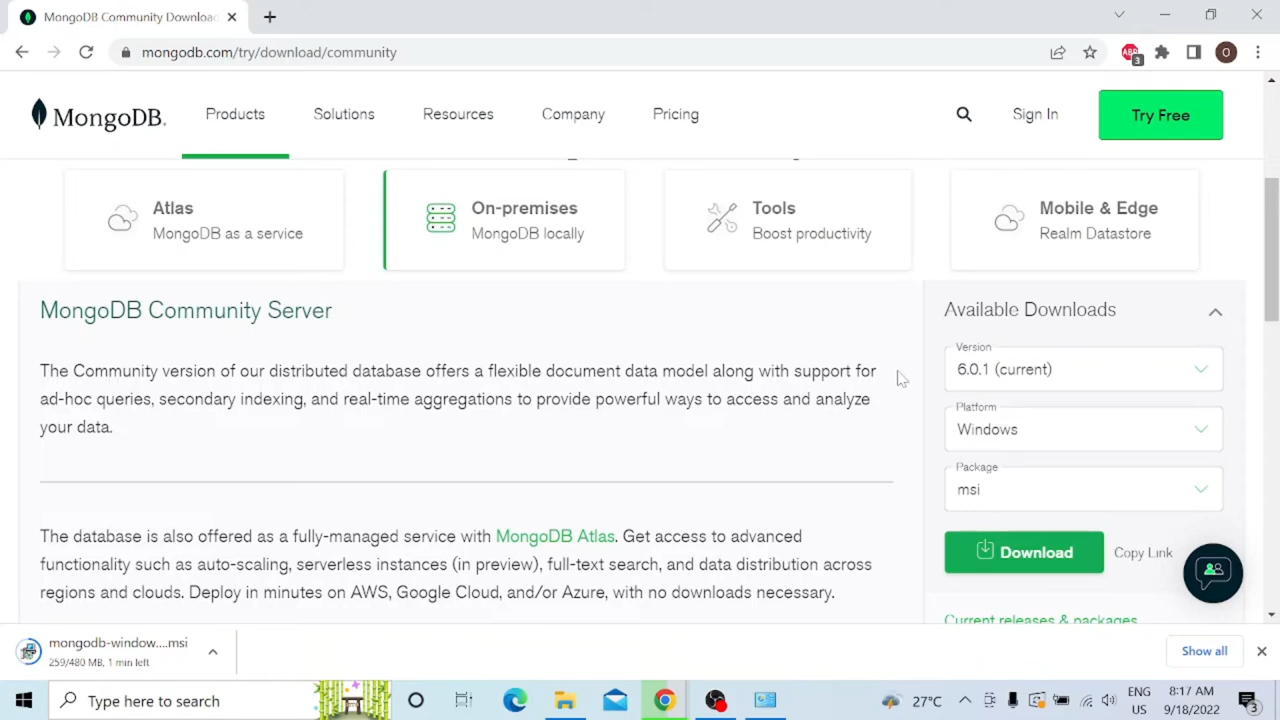 MongoDB Community Download
mongodb.com/try/download/community
ABP
3
O
MongoDB.
Products
Solutions
Resources
Company
Pricing
Sign In
Try Free
Atlas
MongoDB as a service
On-premises
MongoDB locally
Tools
Boost productivity
Mobile & Edge
Realm Datastore
MongoDB Community Server
The Community version of our distributed database offers a flexible document data model along with support for
ad-hoc queries, secondary indexing, and real-time aggregations to provide powerful ways to access and analyze
your data.
The database is also offered as a fully-managed service with MongoDB Atlas. Get access to advanced
functionality such as auto-scaling, serverless instances (in preview), full-text search, and data distribution across
regions and clouds. Deploy in minutes on AWS, Google Cloud, and/or Azure, with no downloads necessary.
Available Downloads
Version
6.0.1 (current)
Platform
Windows
Package
msi
Download
Copy Link
Current releases & packages
mongodb-window....msi
259/480 MB, 1 min left
Show all
Type here to search
27°C
ENG
US
8:17 AM
9/18/2022
3